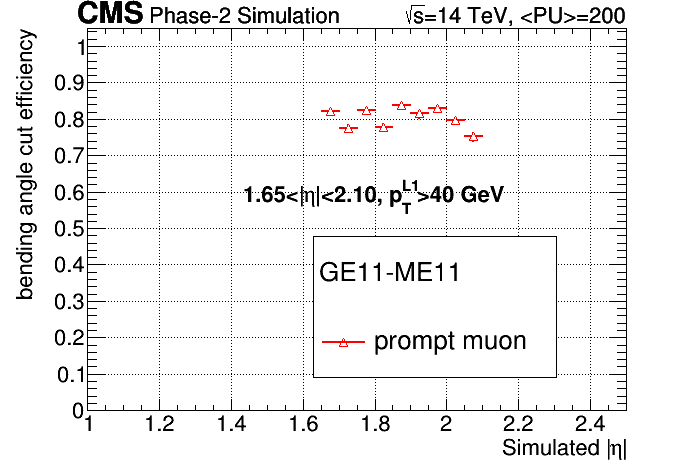 CMS Phase-2 Simulation √s=14 TeV, <PU>=200
bending angle cut efficiency
1
0.9
0.8
0.7
0.6
0.5
0.4
0.3
0.2
0.1
0
1.65<|η|<2.10, p_T^L1>40 GeV
GE11-ME11
prompt muon
1 1.2 1.4 1.6 1.8 2 2.2 2.4
Simulated |η|